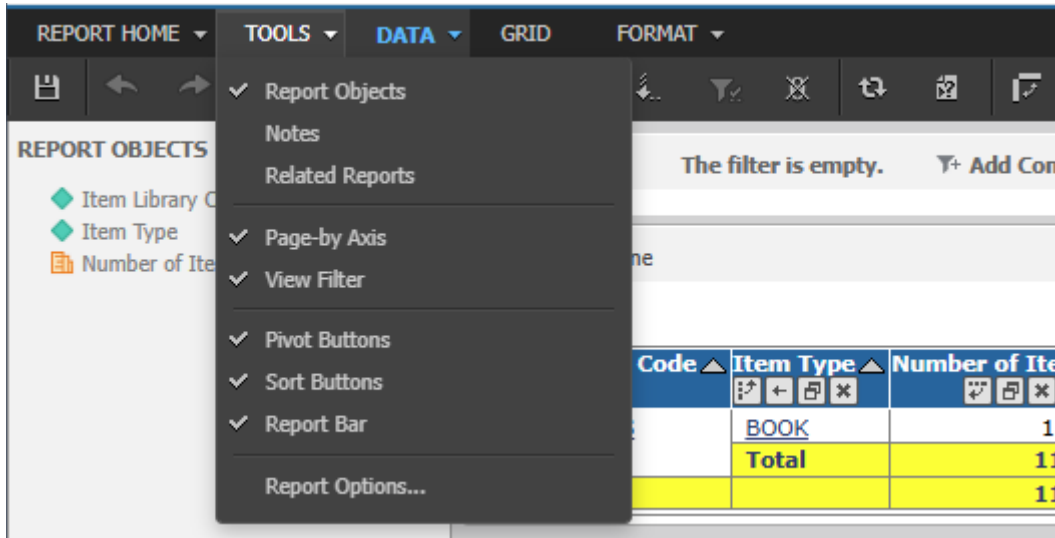 REPORT HOME TOOLS DATA GRID FORMAT
Report Objects
Notes
Related Reports
Page-by Axis
View Filter
Pivot Buttons
Sort Buttons
Report Bar
Report Options...
REPORT OBJECTS
Item Library C
Item Type
Number of Ite
The filter is empty. Add Con
ne
Code Item Type Number of Ite
BOOK 1
Total 11
11